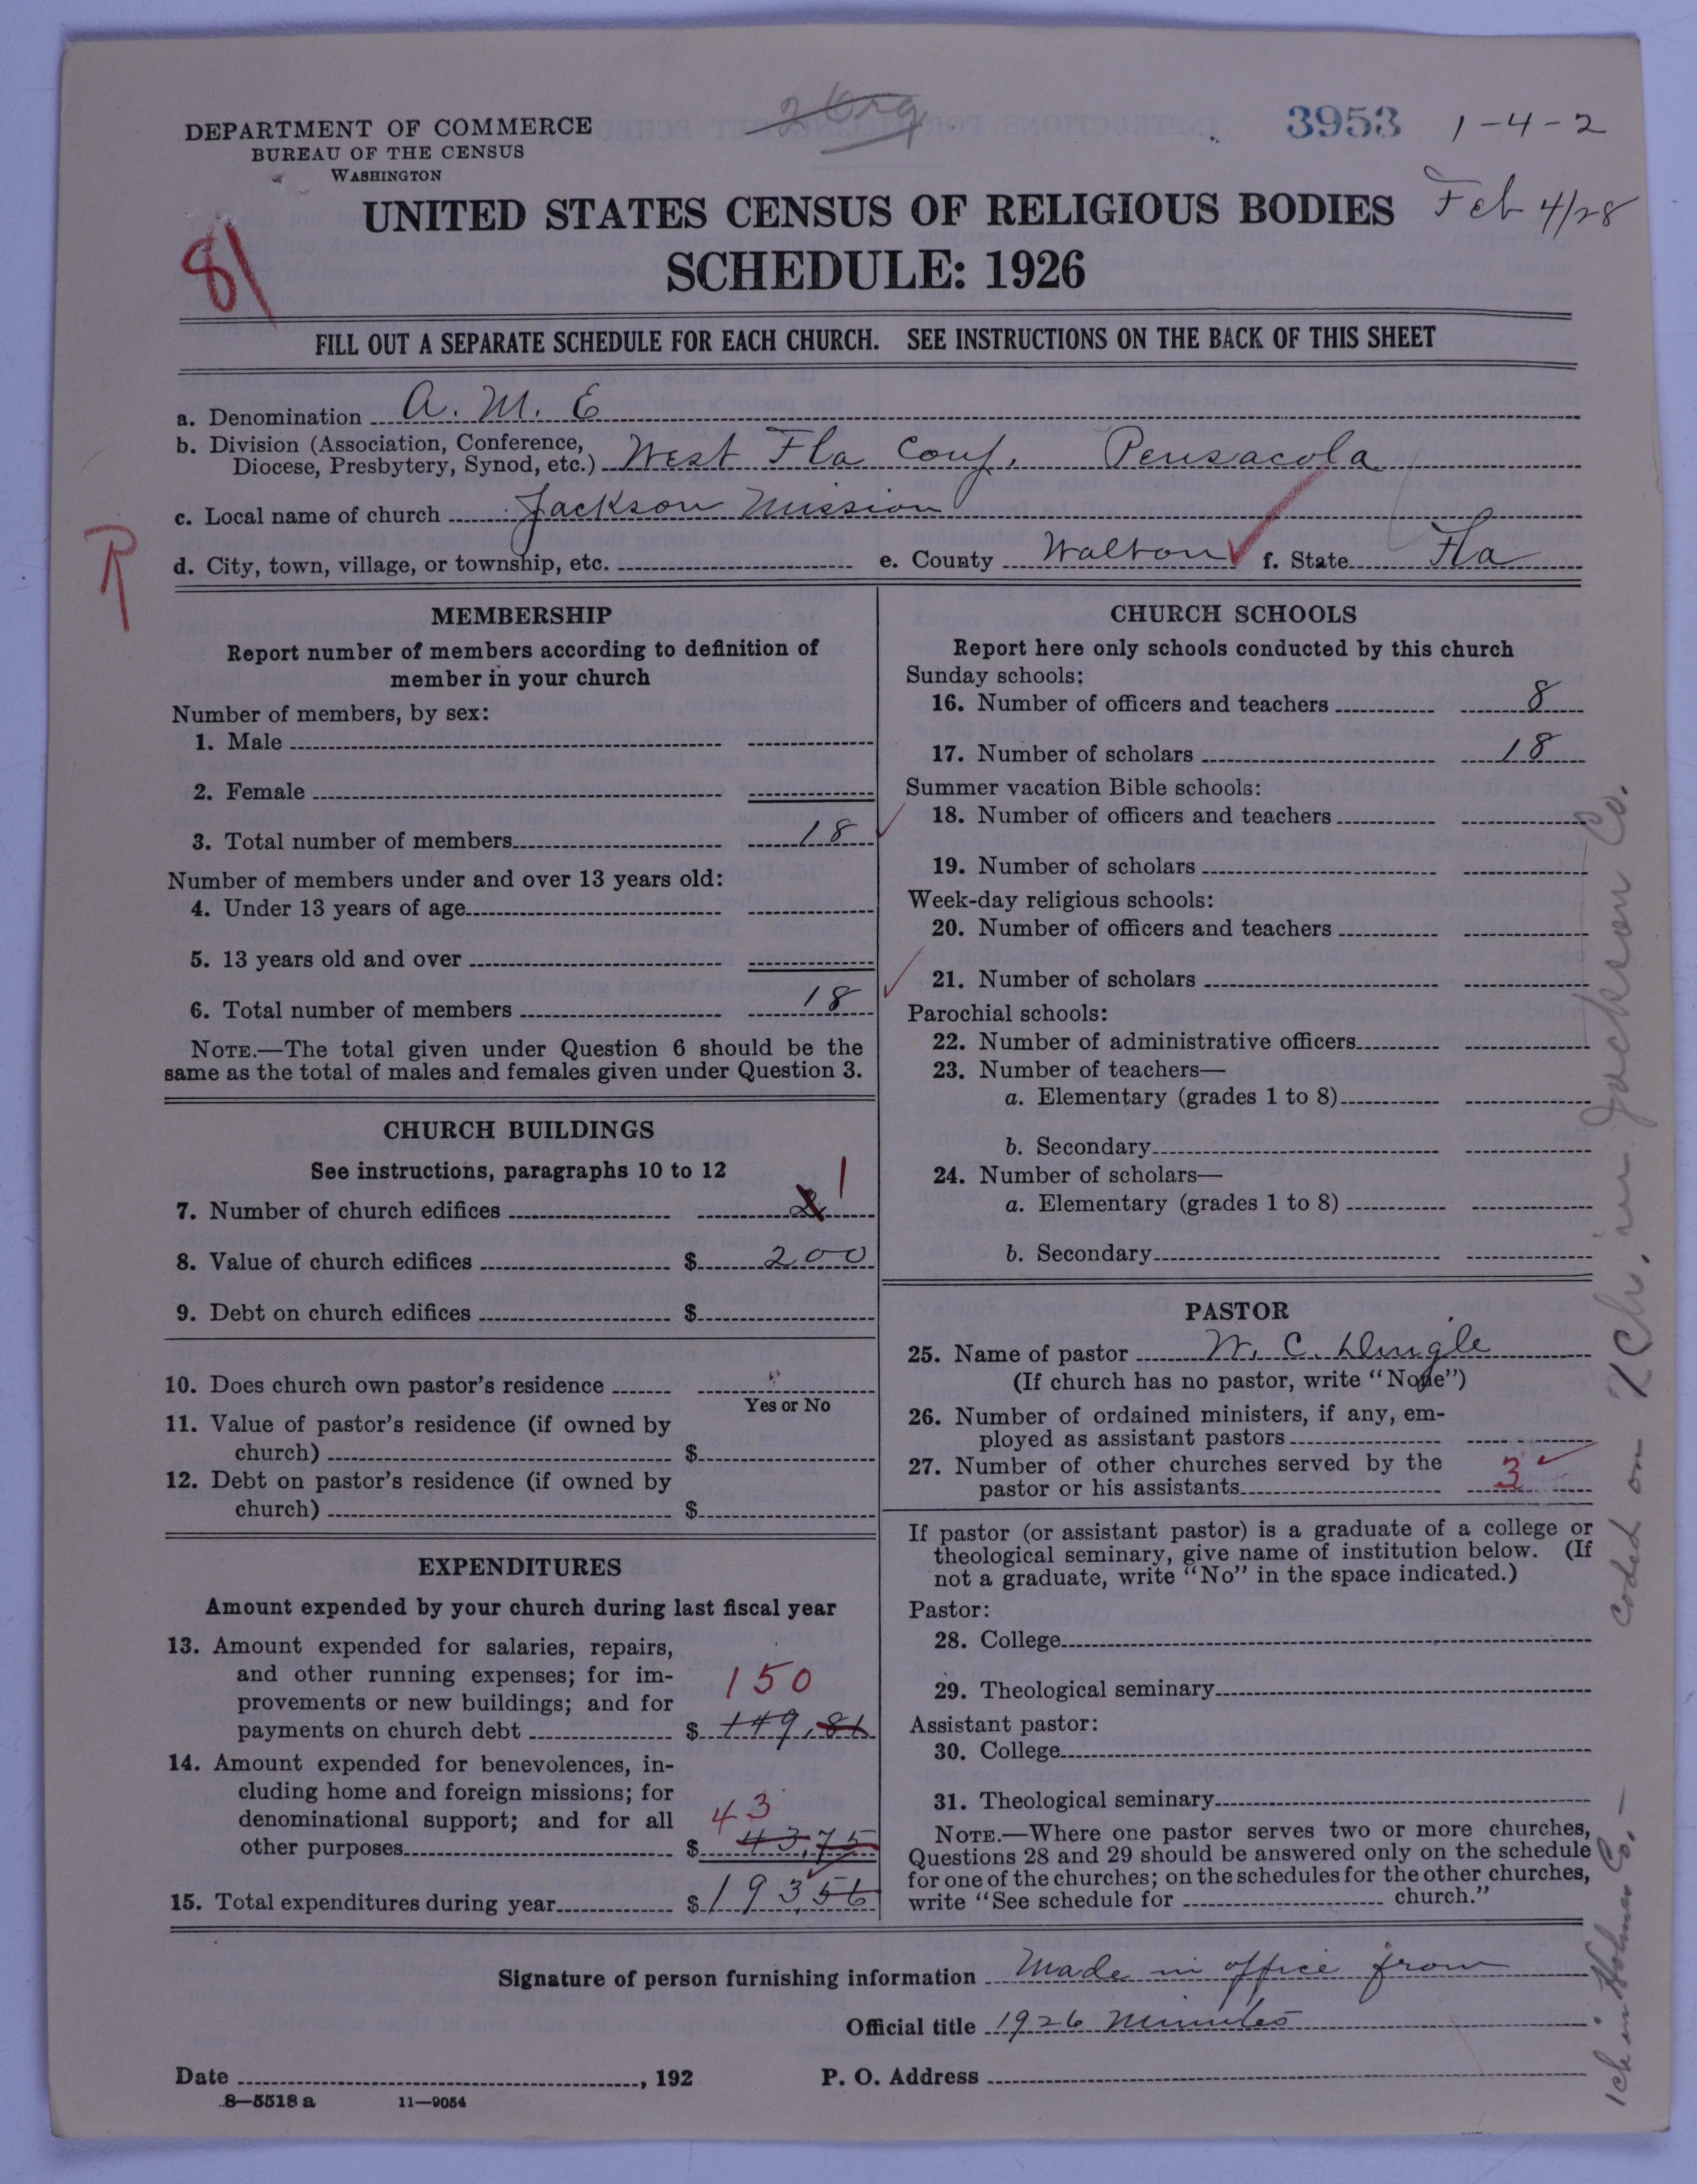 2 Org.
DEPARTMENT OF COMMERCE
BUREAU OF THE CENSUS
WASHINGTON
3953 1-4-2
UNITED STATES CENSUS OF RELIGIOUS BODIES
Feb 4/28
SCHEDULE: 1926
81
FILL OUT A SEPARATE SCHEDULE FOR EACH CHURCH. SEE INSTRUCTIONS ON THE BACK OF THIS SHEET
a. Denomination A. M. E
b. Division (Association, Conference,
Diocese, Presbytery, Synod, etc.) West Fla Conf. Pensacola
c. Local name of church Jackson Mission
R
d. City, town, village, or township, etc. e. County Walton f. State Fla
MEMBERSHIP
Report number of members according to definition of
member in your church
Number of members, by sex:
1. Male
2. Female
3. Total number of members 18
Number of members under and over 13 years old:
4. Under 13 years of age
5. 13 years old and over
6. Total number of members 18
NOTE.—The total given under Question 6 should be the
same as the total of males and females given under Question 3.
CHURCH BUILDINGS
See instructions, paragraphs 10 to 12
7. Number of church edifices 2 1
8. Value of church edifices $ 200
9. Debt on church edifices $
10. Does church own pastor's residence
Yes or No
11. Value of pastor's residence (if owned by
church) $
12. Debt on pastor's residence (if owned by
church) $
EXPENDITURES
Amount expended by your church during last fiscal year
13. Amount expended for salaries, repairs,
and other running expenses; for im-
provements or new buildings; and for
150
payments on church debt $ 149.81
14. Amount expended for benevolences, in-
cluding home and foreign missions; for
denominational support; and for all
43
other purposes $ 43.75
15. Total expenditures during year $ 193.56
CHURCH SCHOOLS
Report here only schools conducted by this church
Sunday schools:
16. Number of officers and teachers 8
17. Number of scholars 18
Summer vacation Bible schools:
18. Number of officers and teachers
19. Number of scholars
Week-day religious schools:
20. Number of officers and teachers
21. Number of scholars
Parochial schools:
22. Number of administrative officers
23. Number of teachers—
a. Elementary (grades 1 to 8)
b. Secondary
24. Number of scholars—
a. Elementary (grades 1 to 8)
b. Secondary
PASTOR
25. Name of pastor W. C. Dingle
(If church has no pastor, write "None")
26. Number of ordained ministers, if any, em-
ployed as assistant pastors
27. Number of other churches served by the
pastor or his assistants 3
If pastor (or assistant pastor) is a graduate of a college or
theological seminary, give name of institution below. (If
not a graduate, write "No" in the space indicated.)
Pastor:
28. College
29. Theological seminary
Assistant pastor:
30. College
31. Theological seminary
NOTE.—Where one pastor serves two or more churches,
Questions 28 and 29 should be answered only on the schedule
for one of the churches; on the schedules for the other churches,
write "See schedule for church."
Signature of person furnishing information Made in office from
Official title 1926 Minutes
Date , 192 P. O. Address
8—5518 a 11—9054
1 ch in Holmes Co. — coded on 1 Ch. in Jackson Co.